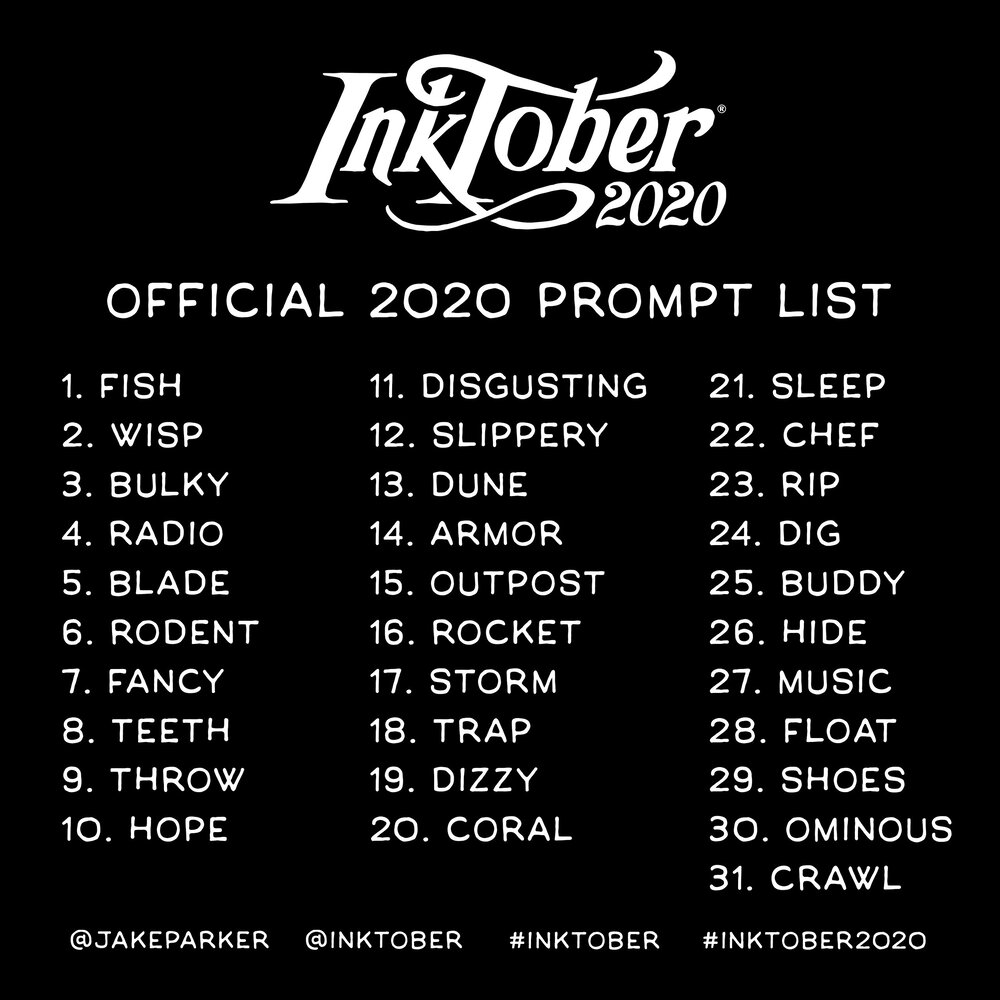 InkTober®
2020
OFFICIAL 2020 PROMPT LIST
1. FISH
2. WISP
3. BULKY
4. RADIO
5. BLADE
6. RODENT
7. FANCY
8. TEETH
9. THROW
10. HOPE
11. DISGUSTING
12. SLIPPERY
13. DUNE
14. ARMOR
15. OUTPOST
16. ROCKET
17. STORM
18. TRAP
19. DIZZY
20. CORAL
21. SLEEP
22. CHEF
23. RIP
24. DIG
25. BUDDY
26. HIDE
27. MUSIC
28. FLOAT
29. SHOES
30. OMINOUS
31. CRAWL
@JAKEPARKER @INKTOBER #INKTOBER #INKTOBER2020